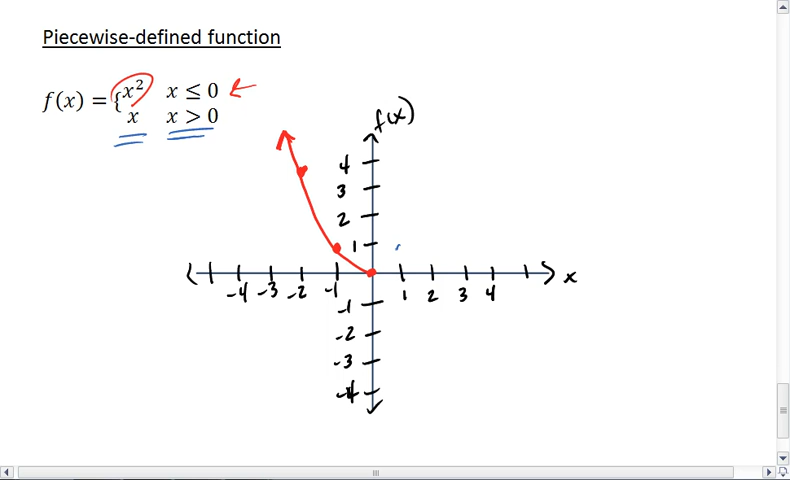 Piecewise-defined function
f(x) = {x² x ≤ 0
x x > 0
f(x)
4
3
2
1
-4 -3 -2 -1 1 2 3 4 x
-1
-2
-3
-4